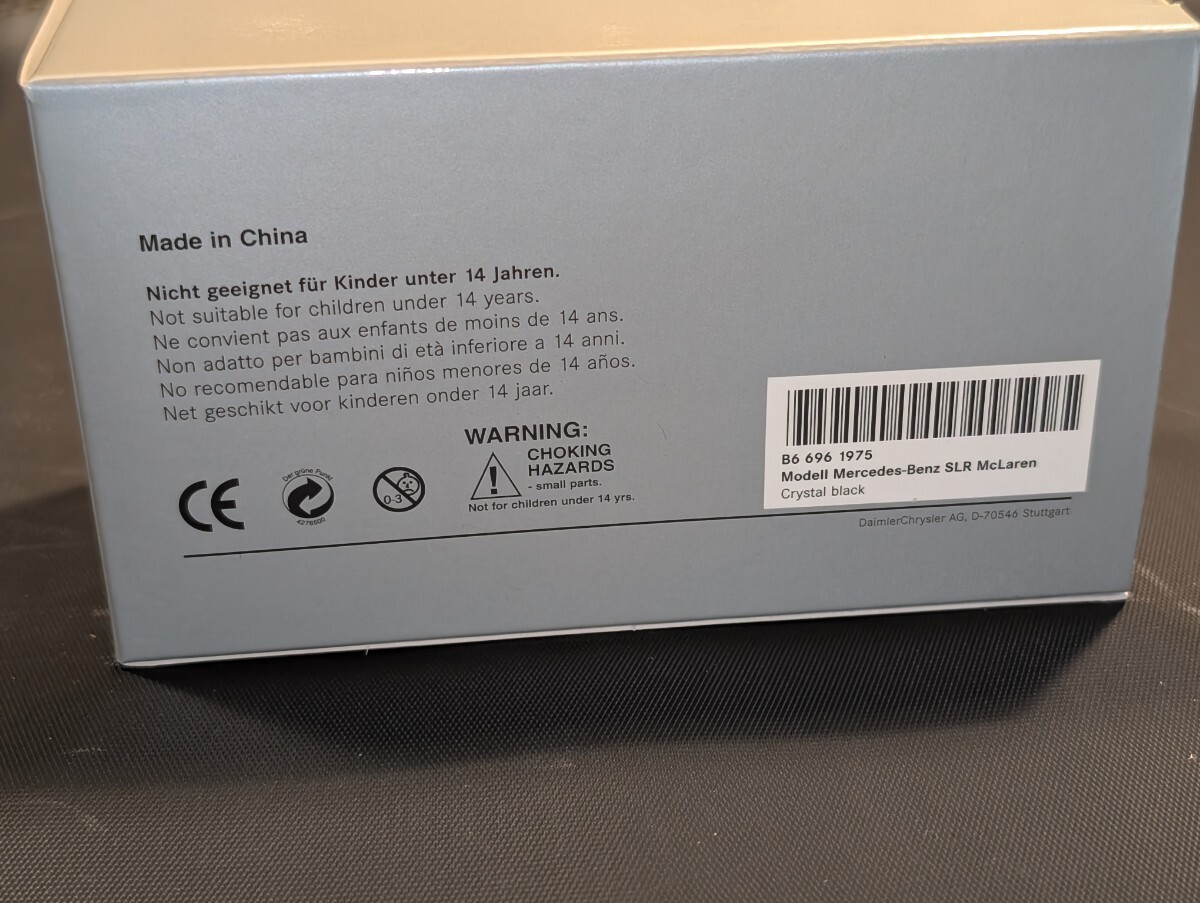 Made in China
Nicht geeignet für Kinder unter 14 Jahren.
Not suitable for children under 14 years.
Ne convient pas aux enfants de moins de 14 ans.
Non adatto per bambini di età inferiore a 14 anni.
No recomendable para niños menores de 14 años.
Net geschikt voor kinderen onder 14 jaar.
CE
Der grüne Punkt
4276500
0-3
WARNING:
CHOKING
HAZARDS
- small parts.
Not for children under 14 yrs.
B6 696 1975
Modell Mercedes-Benz SLR McLaren
Crystal black
DaimlerChrysler AG, D-70546 Stuttgart